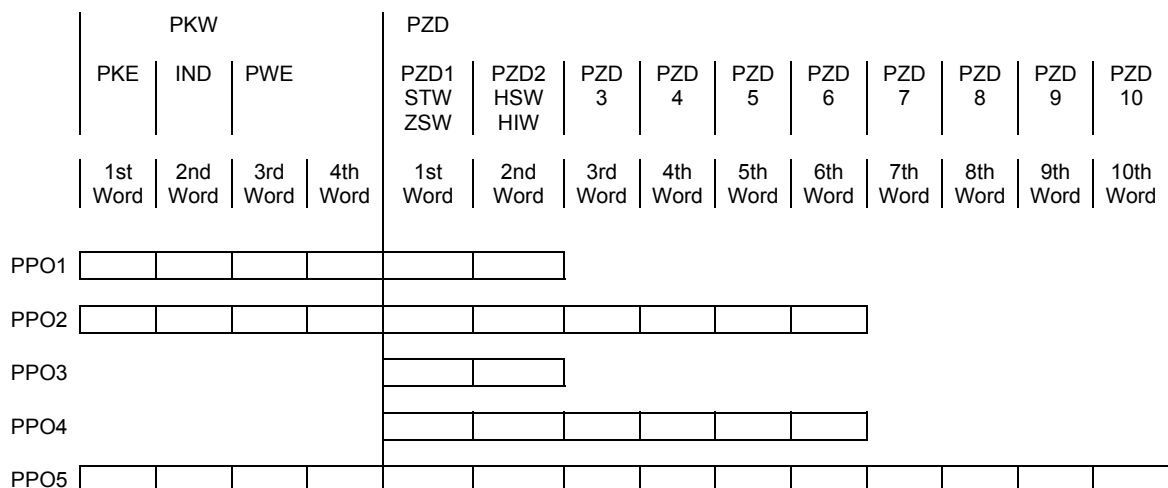 PKW PZD
PKE IND PWE PZD1 PZD2 PZD PZD PZD PZD PZD PZD PZD PZD
STW HSW 3 4 5 6 7 8 9 10
ZSW HIW
1st 2nd 3rd 4th 1st 2nd 3rd 4th 5th 6th 7th 8th 9th 10th
Word Word Word Word Word Word Word Word Word Word Word Word Word Word
PPO1
PPO2
PPO3
PPO4
PPO5